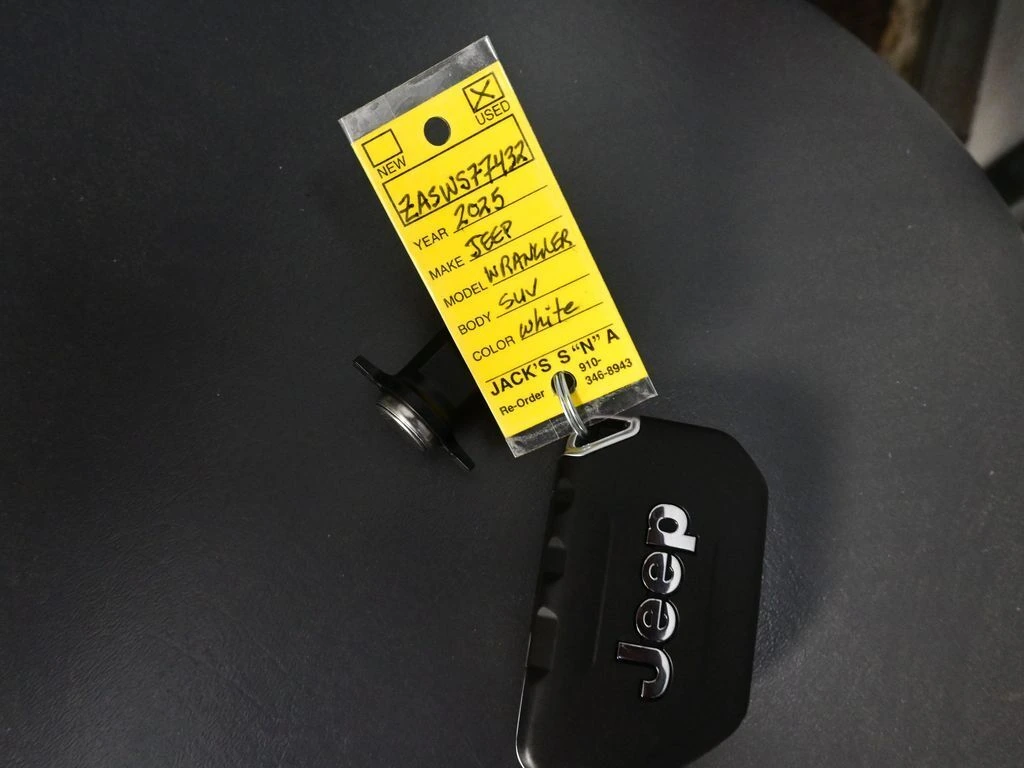 NEW
USED
ZASWS77432
YEAR 2025
MAKE JEEP
MODEL WRANGLER
BODY SUV
COLOR white
JACK'S S "N" A
Re-Order 910-346-8943
Jeep